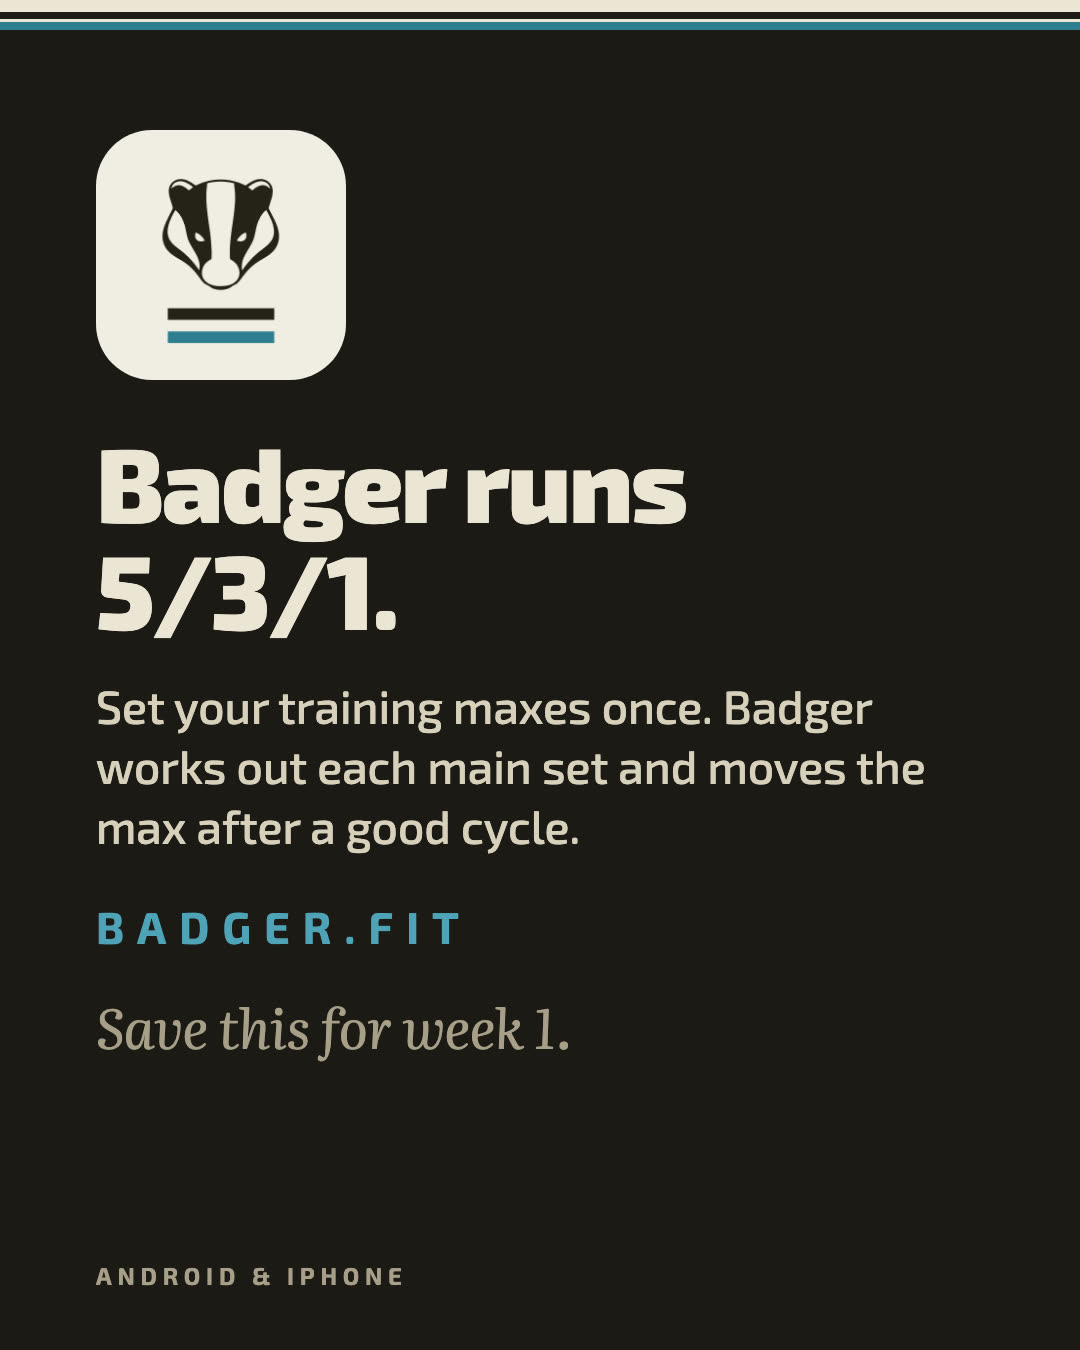 Badger runs
5/3/1.
Set your training maxes once. Badger
works out each main set and moves the
max after a good cycle.
BADGER.FIT
Save this for week 1.
ANDROID & IPHONE